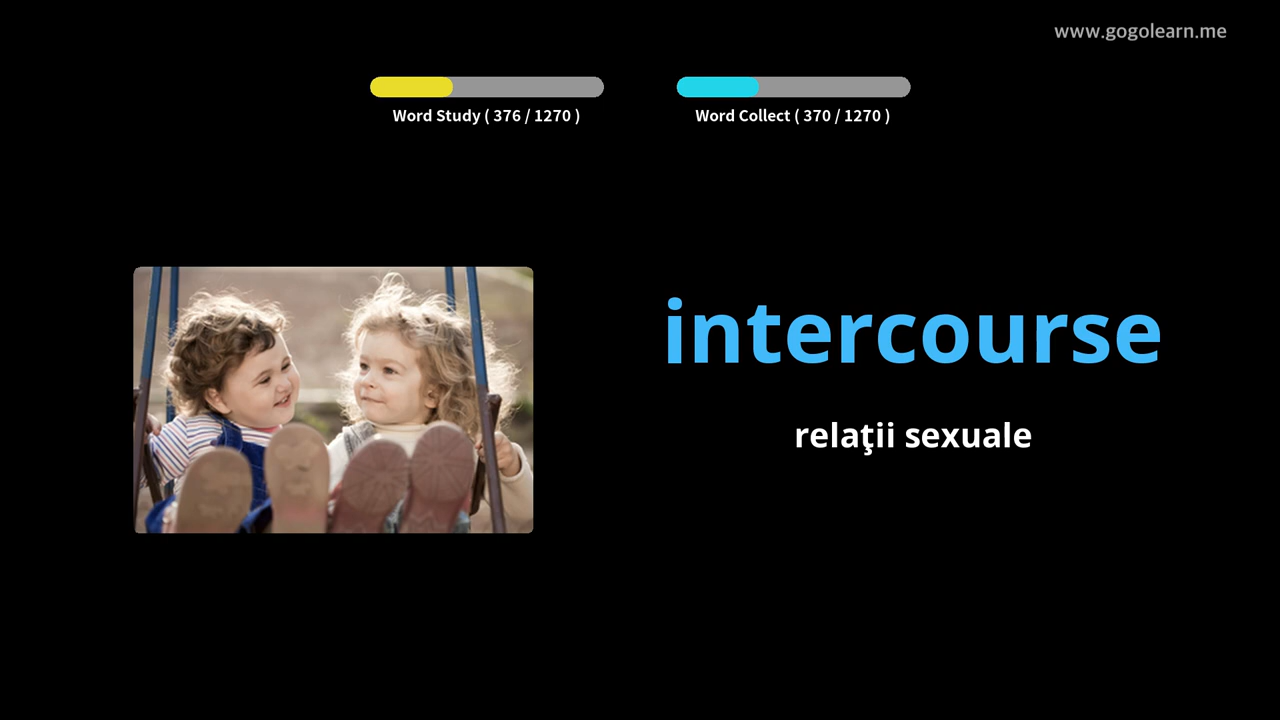 www.gogolearn.me
Word Study ( 376 / 1270 )
Word Collect ( 370 / 1270 )
intercourse
relaţii sexuale